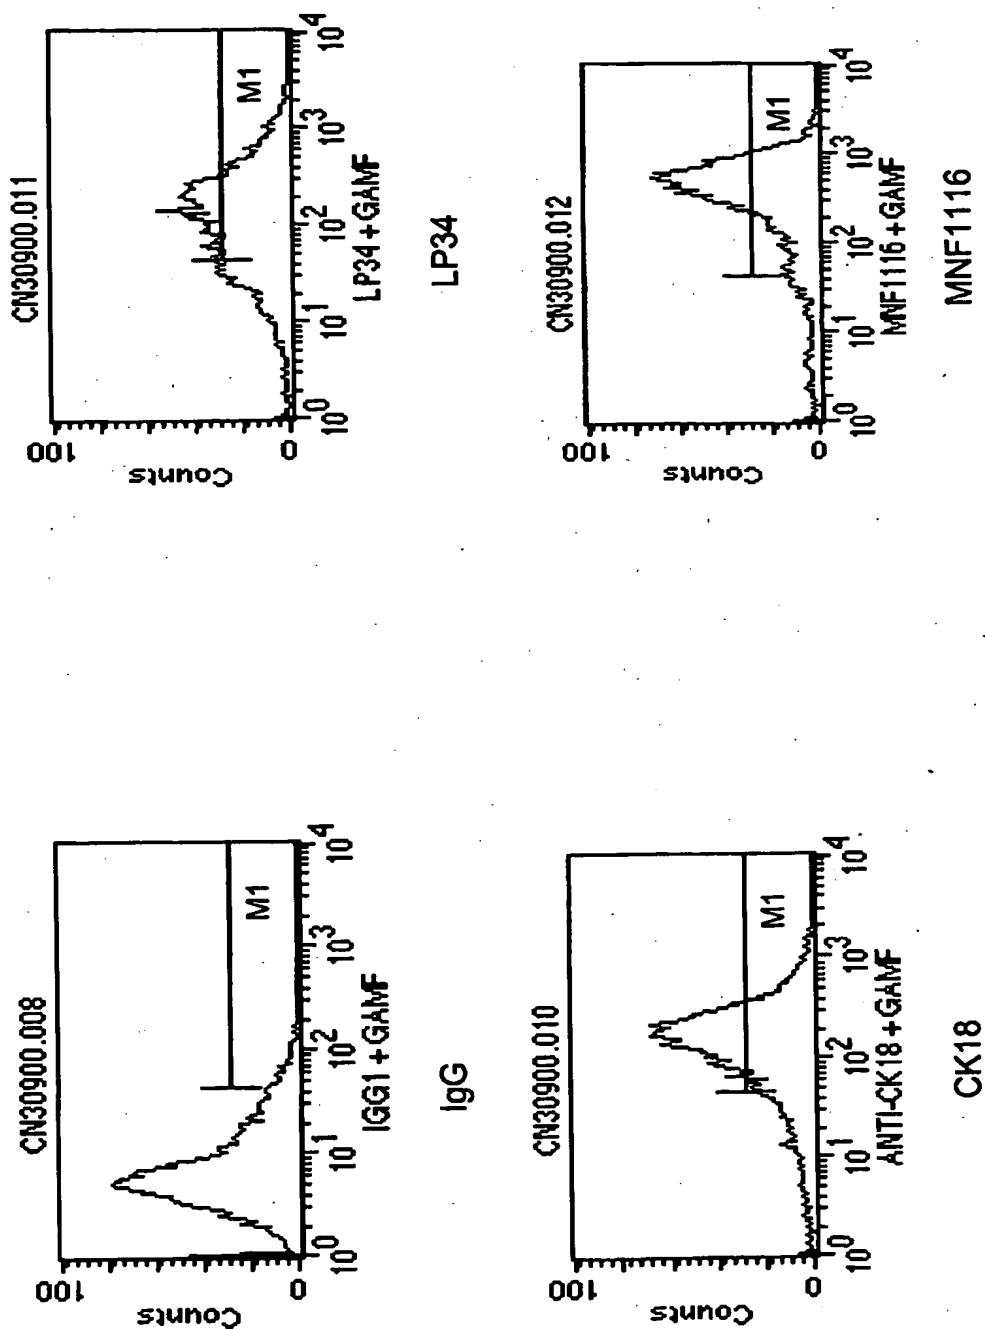 CN30900.008
100
Counts
0
M1
10^0 10^1 10^2 10^3 10^4
IGG1+GAMF
IgG
CN30900.011
100
Counts
0
M1
10^0 10^1 10^2 10^3 10^4
LP34+GAMF
LP34
CN30900.010
100
Counts
0
M1
10^0 10^1 10^2 10^3 10^4
ANTI-CK18+GAMF
CK18
CN30900.012
100
Counts
0
M1
10^0 10^1 10^2 10^3 10^4
MNF1116+GAMF
MNF1116